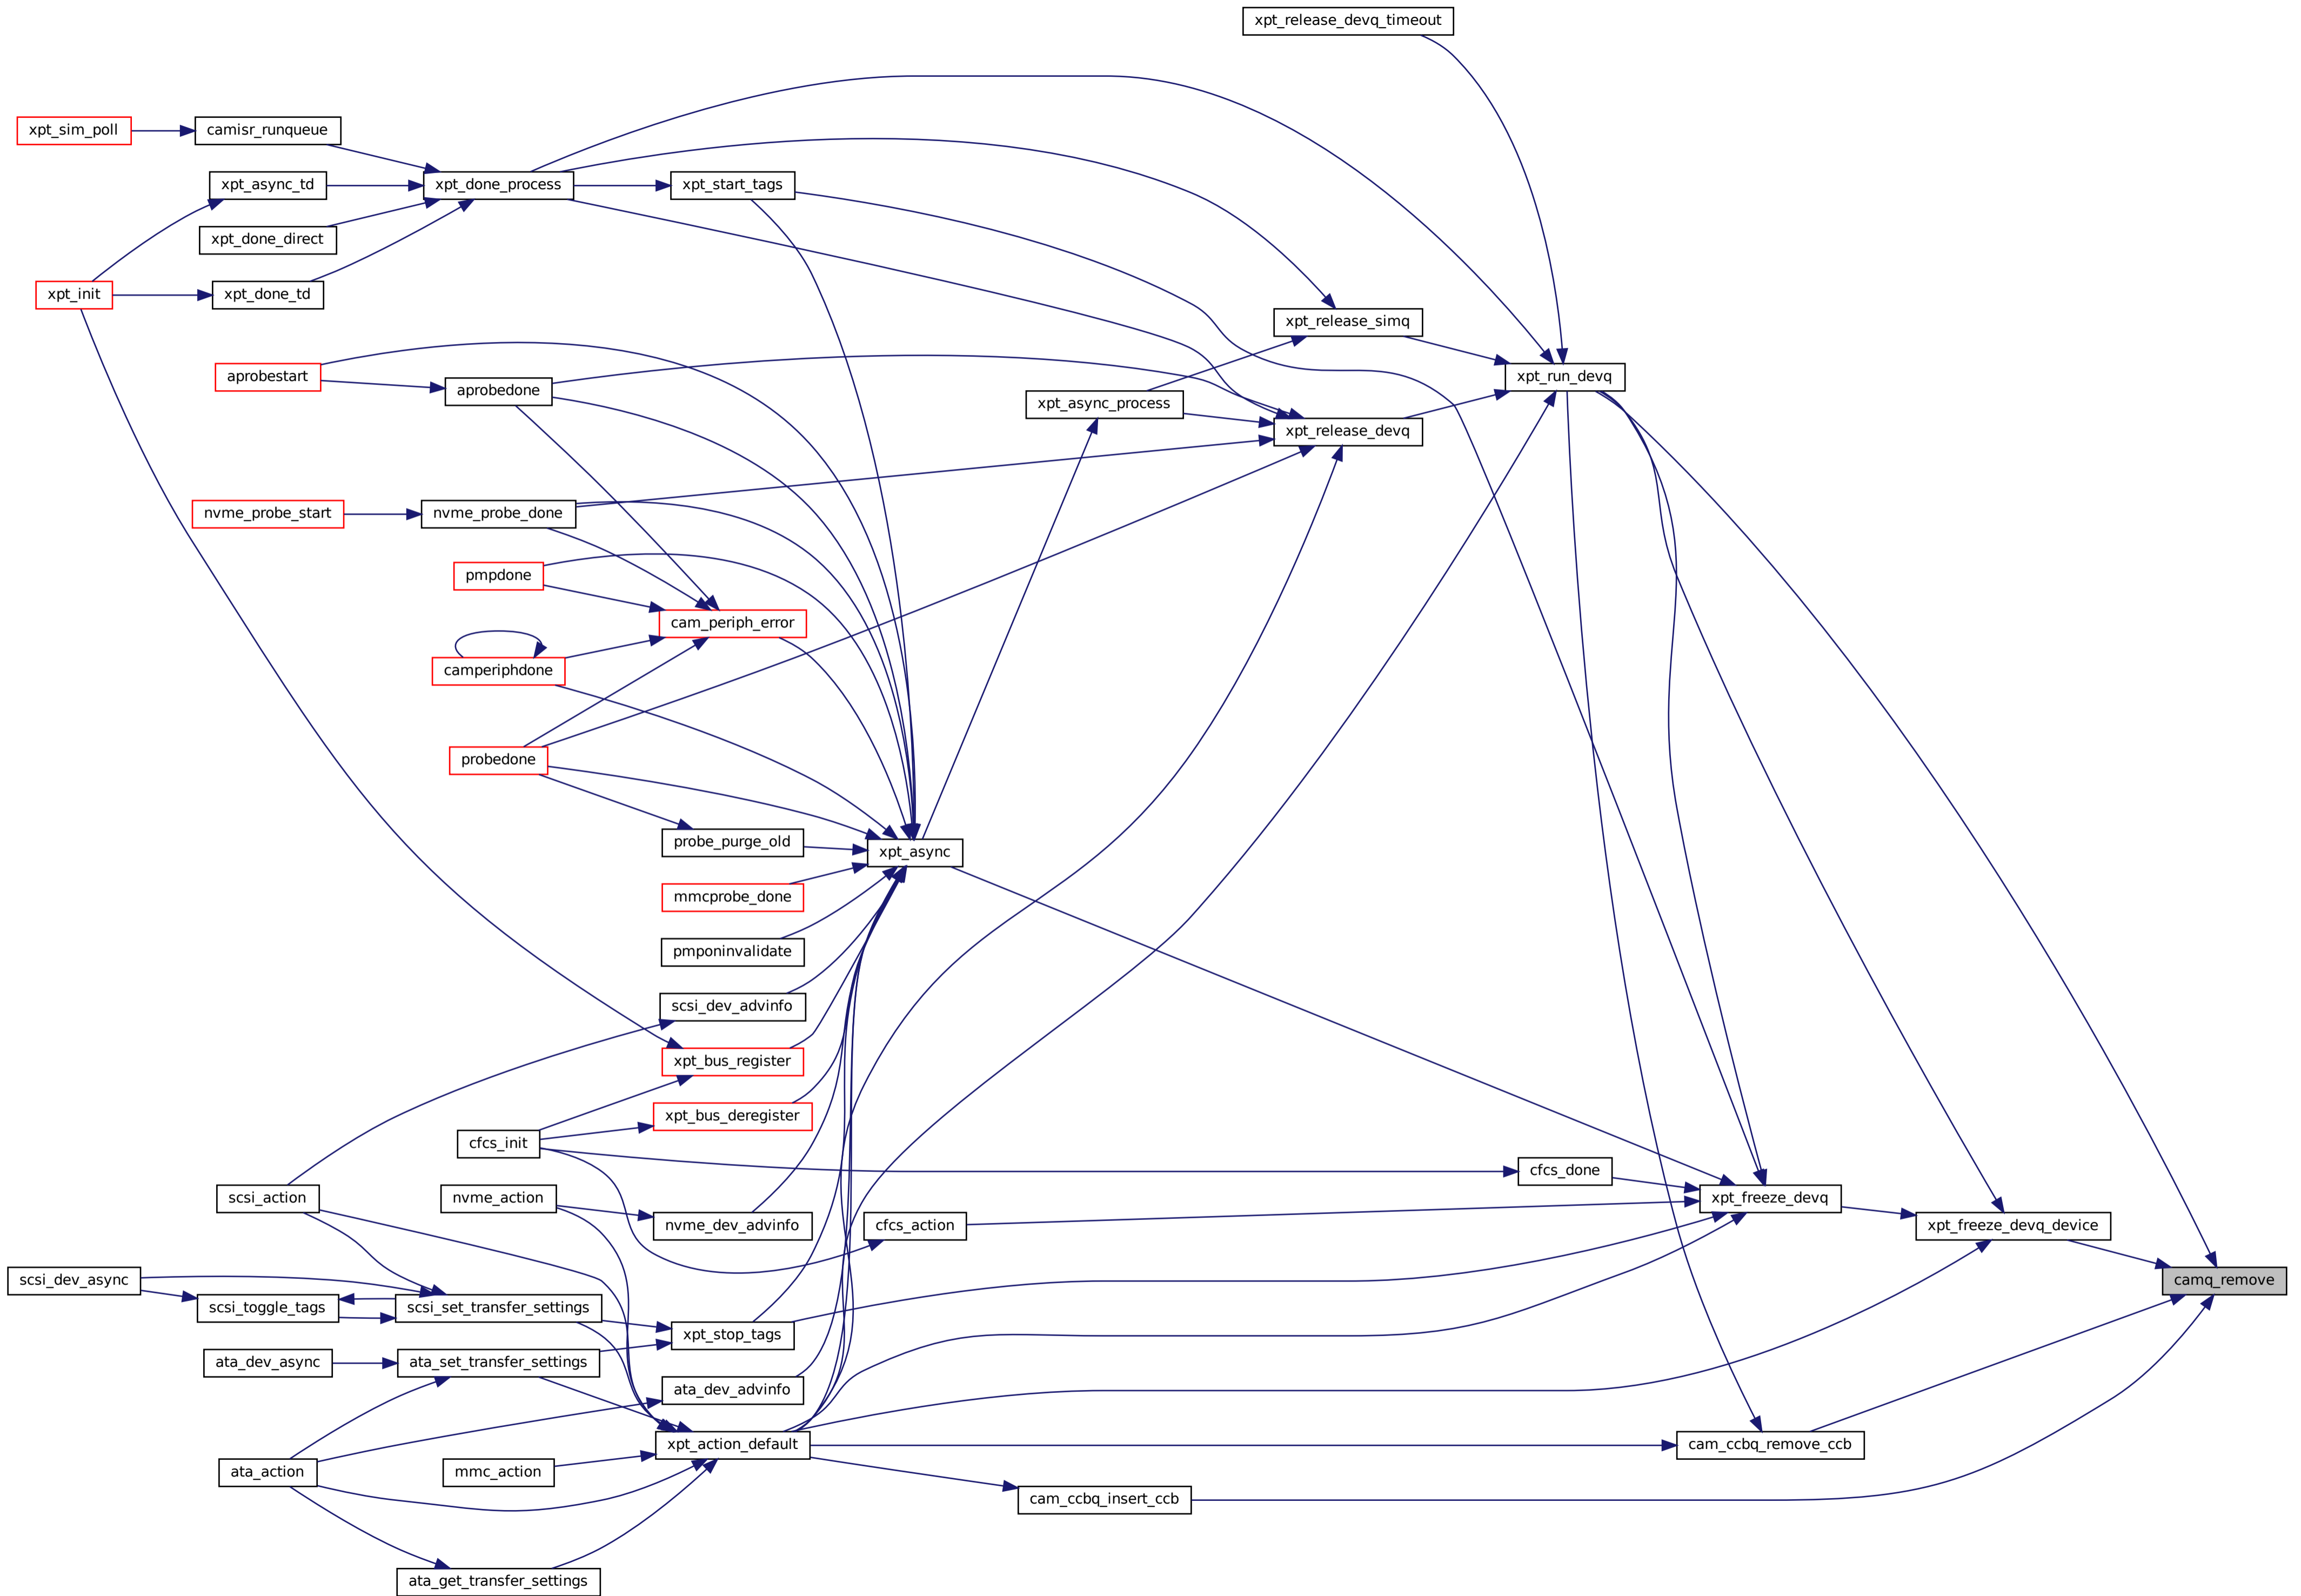 xpt_release_devq_timeout
xpt_sim_poll
camisr_runqueue
xpt_async_td
xpt_done_process
xpt_start_tags
xpt_done_direct
xpt_init
xpt_done_td
xpt_release_simq
aprobestart
aprobedone
xpt_run_devq
xpt_async_process
xpt_release_devq
nvme_probe_start
nvme_probe_done
pmpdone
cam_periph_error
camperiphdone
probedone
probe_purge_old
xpt_async
mmcprobe_done
pmponinvalidate
scsi_dev_advinfo
xpt_bus_register
xpt_bus_deregister
cfcs_init
cfcs_done
scsi_action
nvme_action
xpt_freeze_devq
nvme_dev_advinfo
cfcs_action
xpt_freeze_devq_device
scsi_dev_async
camq_remove
scsi_toggle_tags
scsi_set_transfer_settings
xpt_stop_tags
ata_dev_async
ata_set_transfer_settings
ata_dev_advinfo
xpt_action_default
cam_ccbq_remove_ccb
ata_action
mmc_action
cam_ccbq_insert_ccb
ata_get_transfer_settings